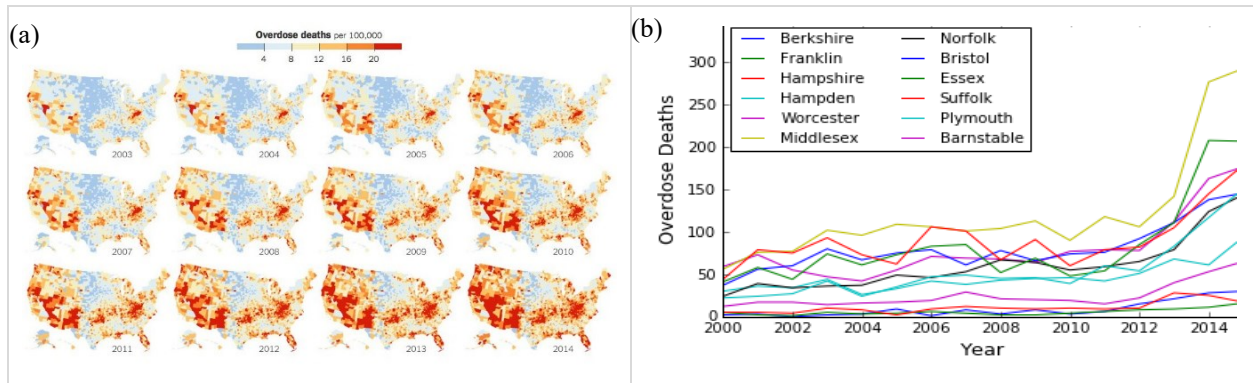 (a)
Overdose deaths per 100,000
4 8 12 16 20
2003 2004 2005 2006
2007 2008 2009 2010
2011 2012 2013 2014
(b)
Berkshire
Franklin
Hampshire
Hampden
Worcester
Middlesex
Norfolk
Bristol
Essex
Suffolk
Plymouth
Barnstable
Overdose Deaths
300
250
200
150
100
50
0
2000 2002 2004 2006 2008 2010 2012 2014
Year